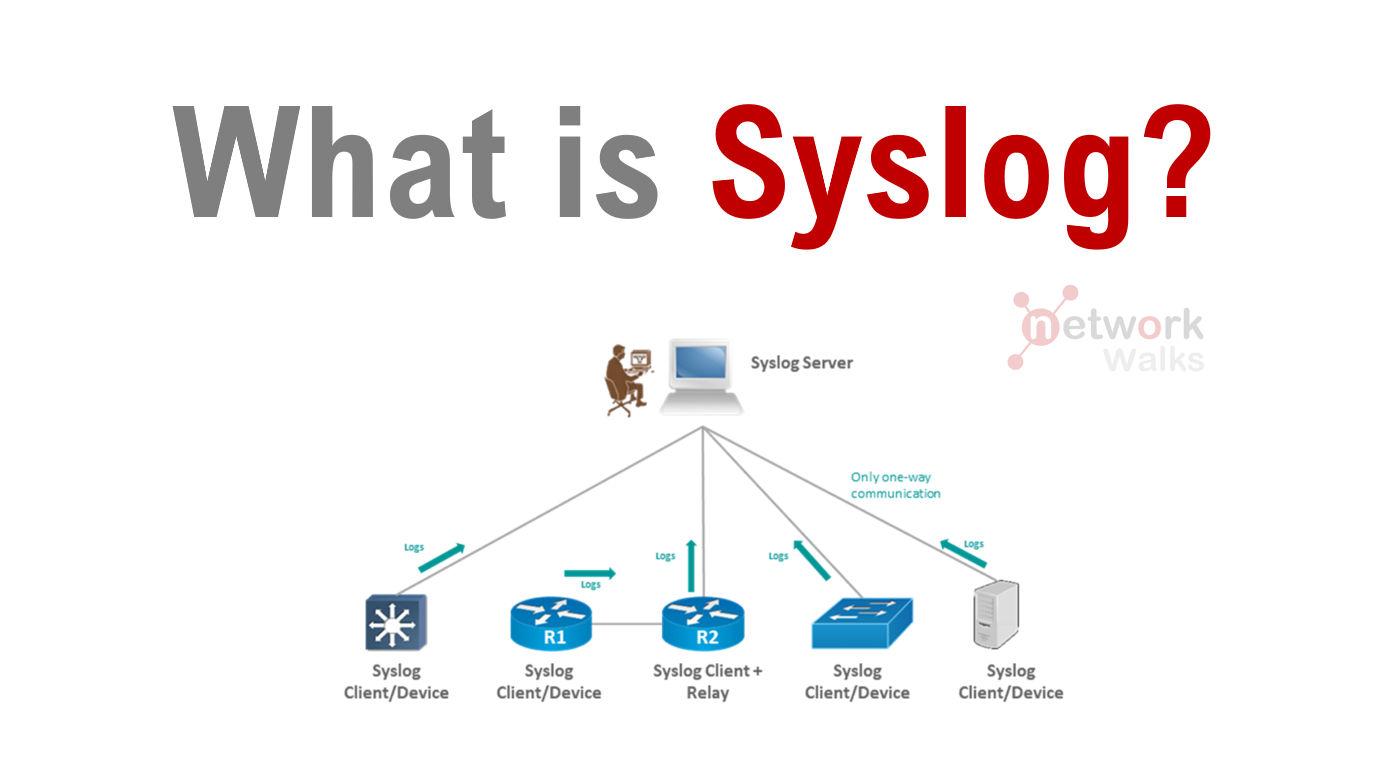 What is Syslog?
network
Walks
Syslog Server
Only one-way
communication
Logs
Logs
Logs
Logs
Logs
R1
R2
Syslog
Client/Device
Syslog
Client/Device
Syslog Client +
Relay
Syslog
Client/Device
Syslog
Client/Device